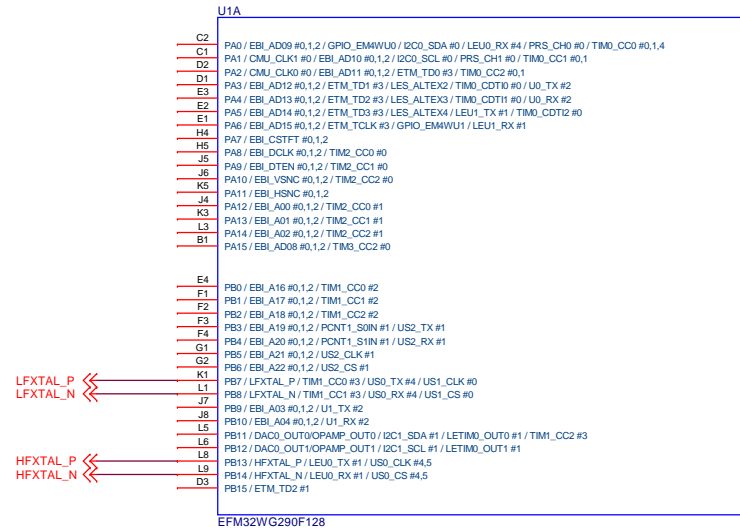 U1A
C2 PA0 / EBI_AD09 #0,1,2 / GPIO_EM4WU0 / I2C0_SDA #0 / LEU0_RX #4 / PRS_CH0 #0 / TIM0_CC0 #0,1,4
C1 PA1 / CMU_CLK1 #0 / EBI_AD10 #0,1,2 / I2C0_SCL #0 / PRS_CH1 #0 / TIM0_CC1 #0,1
D2 PA2 / CMU_CLK0 #0 / EBI_AD11 #0,1,2 / ETM_TD0 #3 / TIM0_CC2 #0,1
D1 PA3 / EBI_AD12 #0,1,2 / ETM_TD1 #3 / LES_ALTEX2 / TIM0_CDTI0 #0 / U0_TX #2
E3 PA4 / EBI_AD13 #0,1,2 / ETM_TD2 #3 / LES_ALTEX3 / TIM0_CDTI1 #0 / U0_RX #2
E2 PA5 / EBI_AD14 #0,1,2 / ETM_TD3 #3 / LES_ALTEX4 / LEU1_TX #1 / TIM0_CDTI2 #0
E1 PA6 / EBI_AD15 #0,1,2 / ETM_TCLK #3 / GPIO_EM4WU1 / LEU1_RX #1
H4 PA7 / EBI_CSTFT #0,1,2
H5 PA8 / EBI_DCLK #0,1,2 / TIM2_CC0 #0
J5 PA9 / EBI_DTEN #0,1,2 / TIM2_CC1 #0
J6 PA10 / EBI_VSNC #0,1,2 / TIM2_CC2 #0
K5 PA11 / EBI_HSNC #0,1,2
J4 PA12 / EBI_A00 #0,1,2 / TIM2_CC0 #1
K3 PA13 / EBI_A01 #0,1,2 / TIM2_CC1 #1
L3 PA14 / EBI_A02 #0,1,2 / TIM2_CC2 #1
B1 PA15 / EBI_AD08 #0,1,2 / TIM3_CC2 #0
E4 PB0 / EBI_A16 #0,1,2 / TIM1_CC0 #2
F1 PB1 / EBI_A17 #0,1,2 / TIM1_CC1 #2
F2 PB2 / EBI_A18 #0,1,2 / TIM1_CC2 #2
F3 PB3 / EBI_A19 #0,1,2 / PCNT1_S0IN #1 / US2_TX #1
F4 PB4 / EBI_A20 #0,1,2 / PCNT1_S1IN #1 / US2_RX #1
G1 PB5 / EBI_A21 #0,1,2 / US2_CLK #1
G2 PB6 / EBI_A22 #0,1,2 / US2_CS #1
LFXTAL_P K1 PB7 / LFXTAL_P / TIM1_CC0 #3 / US0_TX #4 / US1_CLK #0
LFXTAL_N L1 PB8 / LFXTAL_N / TIM1_CC1 #3 / US0_RX #4 / US1_CS #0
J7 PB9 / EBI_A03 #0,1,2 / U1_TX #2
J8 PB10 / EBI_A04 #0,1,2 / U1_RX #2
L5 PB11 / DAC0_OUT0/OPAMP_OUT0 / I2C1_SDA #1 / LETIM0_OUT0 #1 / TIM1_CC2 #3
L6 PB12 / DAC0_OUT1/OPAMP_OUT1 / I2C1_SCL #1 / LETIM0_OUT1 #1
HFXTAL_P L8 PB13 / HFXTAL_P / LEU0_TX #1 / US0_CLK #4,5
HFXTAL_N L9 PB14 / HFXTAL_N / LEU0_RX #1 / US0_CS #4,5
D3 PB15 / ETM_TD2 #1
EFM32WG290F128